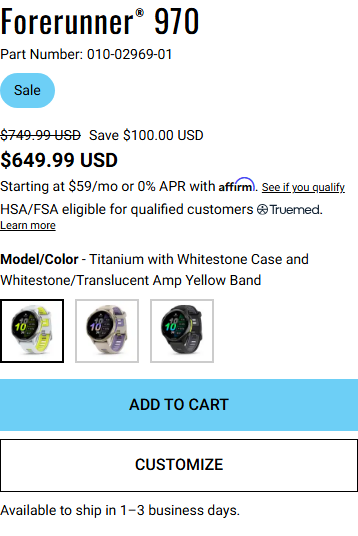 Forerunner® 970
Part Number: 010-02969-01
Sale
$749.99 USD Save $100.00 USD
$649.99 USD
Starting at $59/mo or 0% APR with affirm. See if you qualify
HSA/FSA eligible for qualified customers Truemed.
Learn more
Model/Color - Titanium with Whitestone Case and
Whitestone/Translucent Amp Yellow Band
ADD TO CART
CUSTOMIZE
Available to ship in 1–3 business days.